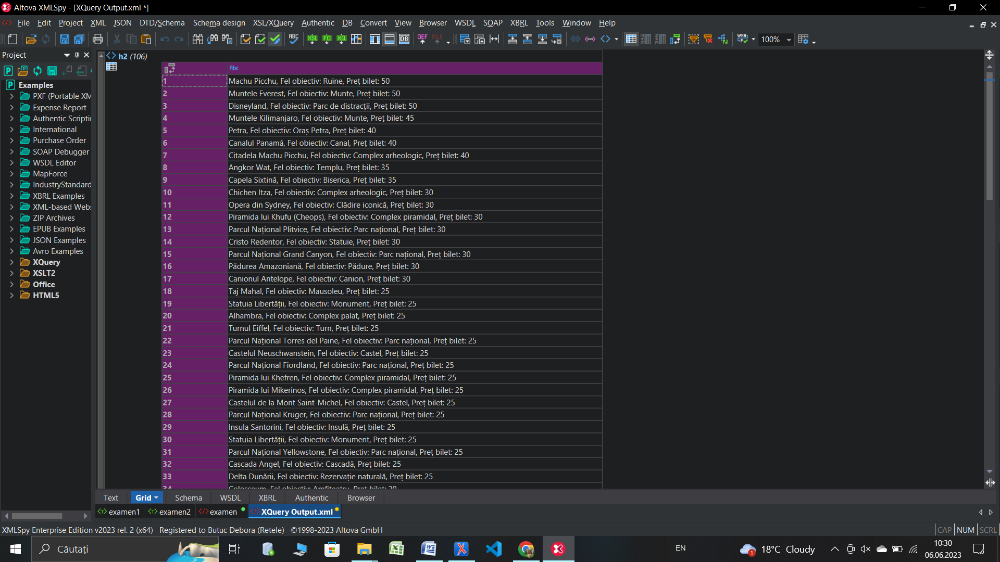 Altova XMLSpy - [XQuery Output.xml *]
File Edit Project XML JSON DTD/Schema Schema design XSL/XQuery Authentic DB Convert View Browser WSDL SOAP XBRL Tools Window Help
100%
Project
h2 (106)
Abc
Examples
PXF (Portable XM
Expense Report
Authentic Scripti
International
Purchase Order
SOAP Debugger
WSDL Editor
MapForce
IndustryStandard
XBRL Examples
XML-based Webs
ZIP Archives
EPUB Examples
JSON Examples
Avro Examples
XQuery
XSLT2
Office
HTML5
1 Machu Picchu, Fel obiectiv: Ruine, Preț bilet: 50
2 Muntele Everest, Fel obiectiv: Munte, Preț bilet: 50
3 Disneyland, Fel obiectiv: Parc de distracții, Preț bilet: 50
4 Muntele Kilimanjaro, Fel obiectiv: Munte, Preț bilet: 45
5 Petra, Fel obiectiv: Oraș Petra, Preț bilet: 40
6 Canalul Panamá, Fel obiectiv: Canal, Preț bilet: 40
7 Citadela Machu Picchu, Fel obiectiv: Complex arheologic, Preț bilet: 40
8 Angkor Wat, Fel obiectiv: Templu, Preț bilet: 35
9 Capela Sixtină, Fel obiectiv: Biserica, Preț bilet: 35
10 Chichen Itza, Fel obiectiv: Complex arheologic, Preț bilet: 30
11 Opera din Sydney, Fel obiectiv: Clădire iconică, Preț bilet: 30
12 Piramida lui Khufu (Cheops), Fel obiectiv: Complex piramidal, Preț bilet: 30
13 Parcul Național Plitvice, Fel obiectiv: Parc național, Preț bilet: 30
14 Cristo Redentor, Fel obiectiv: Statuie, Preț bilet: 30
15 Parcul Național Grand Canyon, Fel obiectiv: Parc național, Preț bilet: 30
16 Pădurea Amazoniană, Fel obiectiv: Pădure, Preț bilet: 30
17 Canionul Antelope, Fel obiectiv: Canion, Preț bilet: 30
18 Taj Mahal, Fel obiectiv: Mausoleu, Preț bilet: 25
19 Statuia Libertății, Fel obiectiv: Monument, Preț bilet: 25
20 Alhambra, Fel obiectiv: Complex palat, Preț bilet: 25
21 Turnul Eiffel, Fel obiectiv: Turn, Preț bilet: 25
22 Parcul Național Torres del Paine, Fel obiectiv: Parc național, Preț bilet: 25
23 Castelul Neuschwanstein, Fel obiectiv: Castel, Preț bilet: 25
24 Parcul Național Fiordland, Fel obiectiv: Parc național, Preț bilet: 25
25 Piramida lui Khefren, Fel obiectiv: Complex piramidal, Preț bilet: 25
26 Piramida lui Mikerinos, Fel obiectiv: Complex piramidal, Preț bilet: 25
27 Castelul de la Mont Saint-Michel, Fel obiectiv: Castel, Preț bilet: 25
28 Parcul Național Kruger, Fel obiectiv: Parc național, Preț bilet: 25
29 Insula Santorini, Fel obiectiv: Insulă, Preț bilet: 25
30 Statuia Libertății, Fel obiectiv: Monument, Preț bilet: 25
31 Parcul Național Yellowstone, Fel obiectiv: Parc național, Preț bilet: 25
32 Cascada Angel, Fel obiectiv: Cascadă, Preț bilet: 25
33 Delta Dunării, Fel obiectiv: Rezervație naturală, Preț bilet: 25
34 Colosseum, Fel obiectiv: Amfiteatru, Preț bilet: 20
Text Grid Schema WSDL XBRL Authentic Browser
examen1 examen2 examen XQuery Output.xml
XMLSpy Enterprise Edition v2023 rel. 2 (x64) Registered to Butuc Debora (Retele) ©1998-2023 Altova GmbH
CAP NUM SCRL
Căutați
EN
18°C Cloudy
10:30
06.06.2023